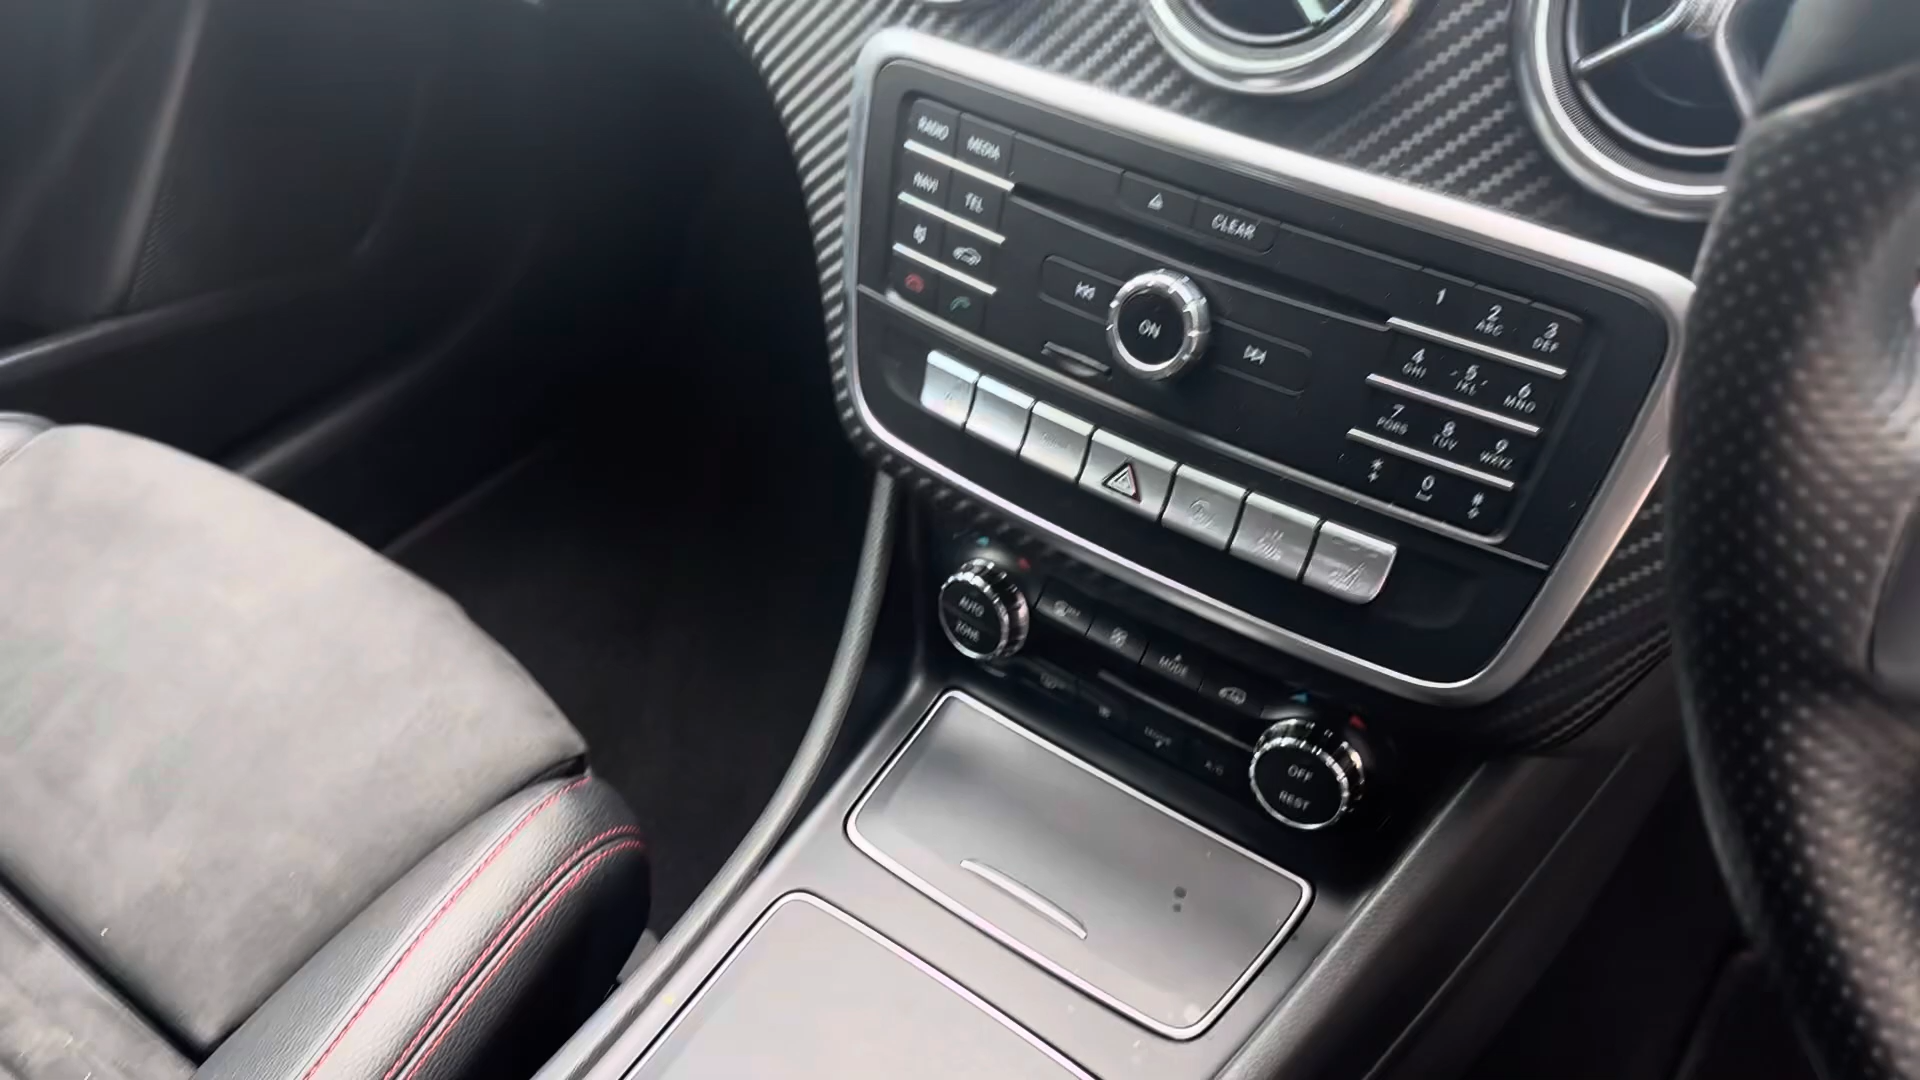 RADIO MEDIA
NAVI TEL
CLEAR
ON
1 2 ABC 3 DEF
4 GHI 5 JKL 6 MNO
7 PQRS 8 TUV 9 WXYZ
* 0 #
+
AUTO
ZONE
MODE
MODE
A/C
OFF
REST